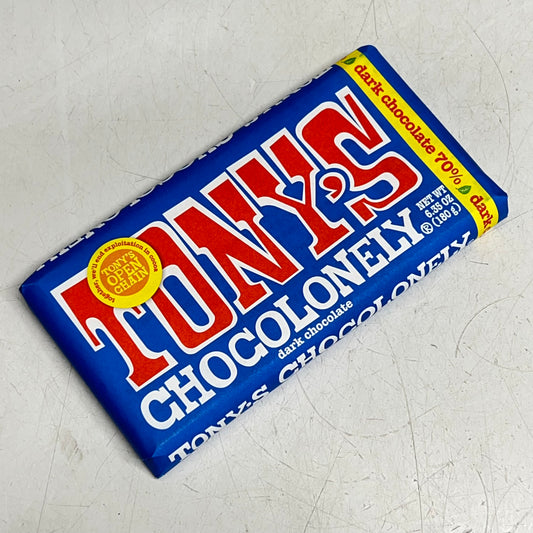 TONY'S
CHOCOLONELY®
dark chocolate
NET WT
6.35 OZ
(180 g)
dark chocolate 70%
dark
together, we'll end exploitation in cocoa
TONY'S
OPEN
CHAIN
TONY'S CHOCOLONELY